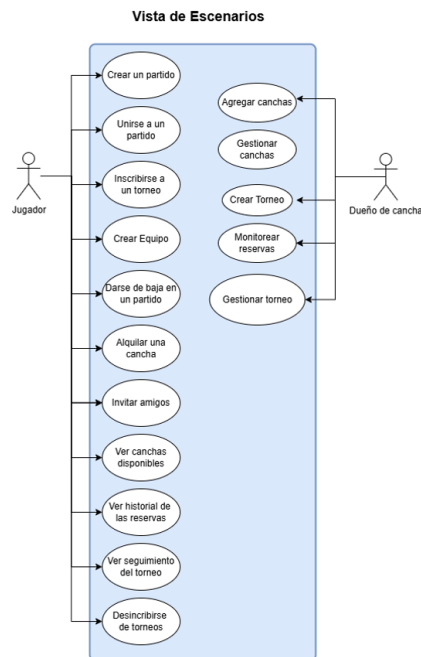 Vista de Escenarios
Crear un partido
Unirse a un
partido
Inscribirse a
un torneo
Crear Equipo
Darse de baja en
un partido
Alquilar una
cancha
Invitar amigos
Ver canchas
disponibles
Ver historial de
las reservas
Ver seguimiento
del torneo
Desincribirse
de torneos
Jugador
Agregar canchas
Gestionar
canchas
Crear Torneo
Monitorear
reservas
Gestionar torneo
Dueño de cancha